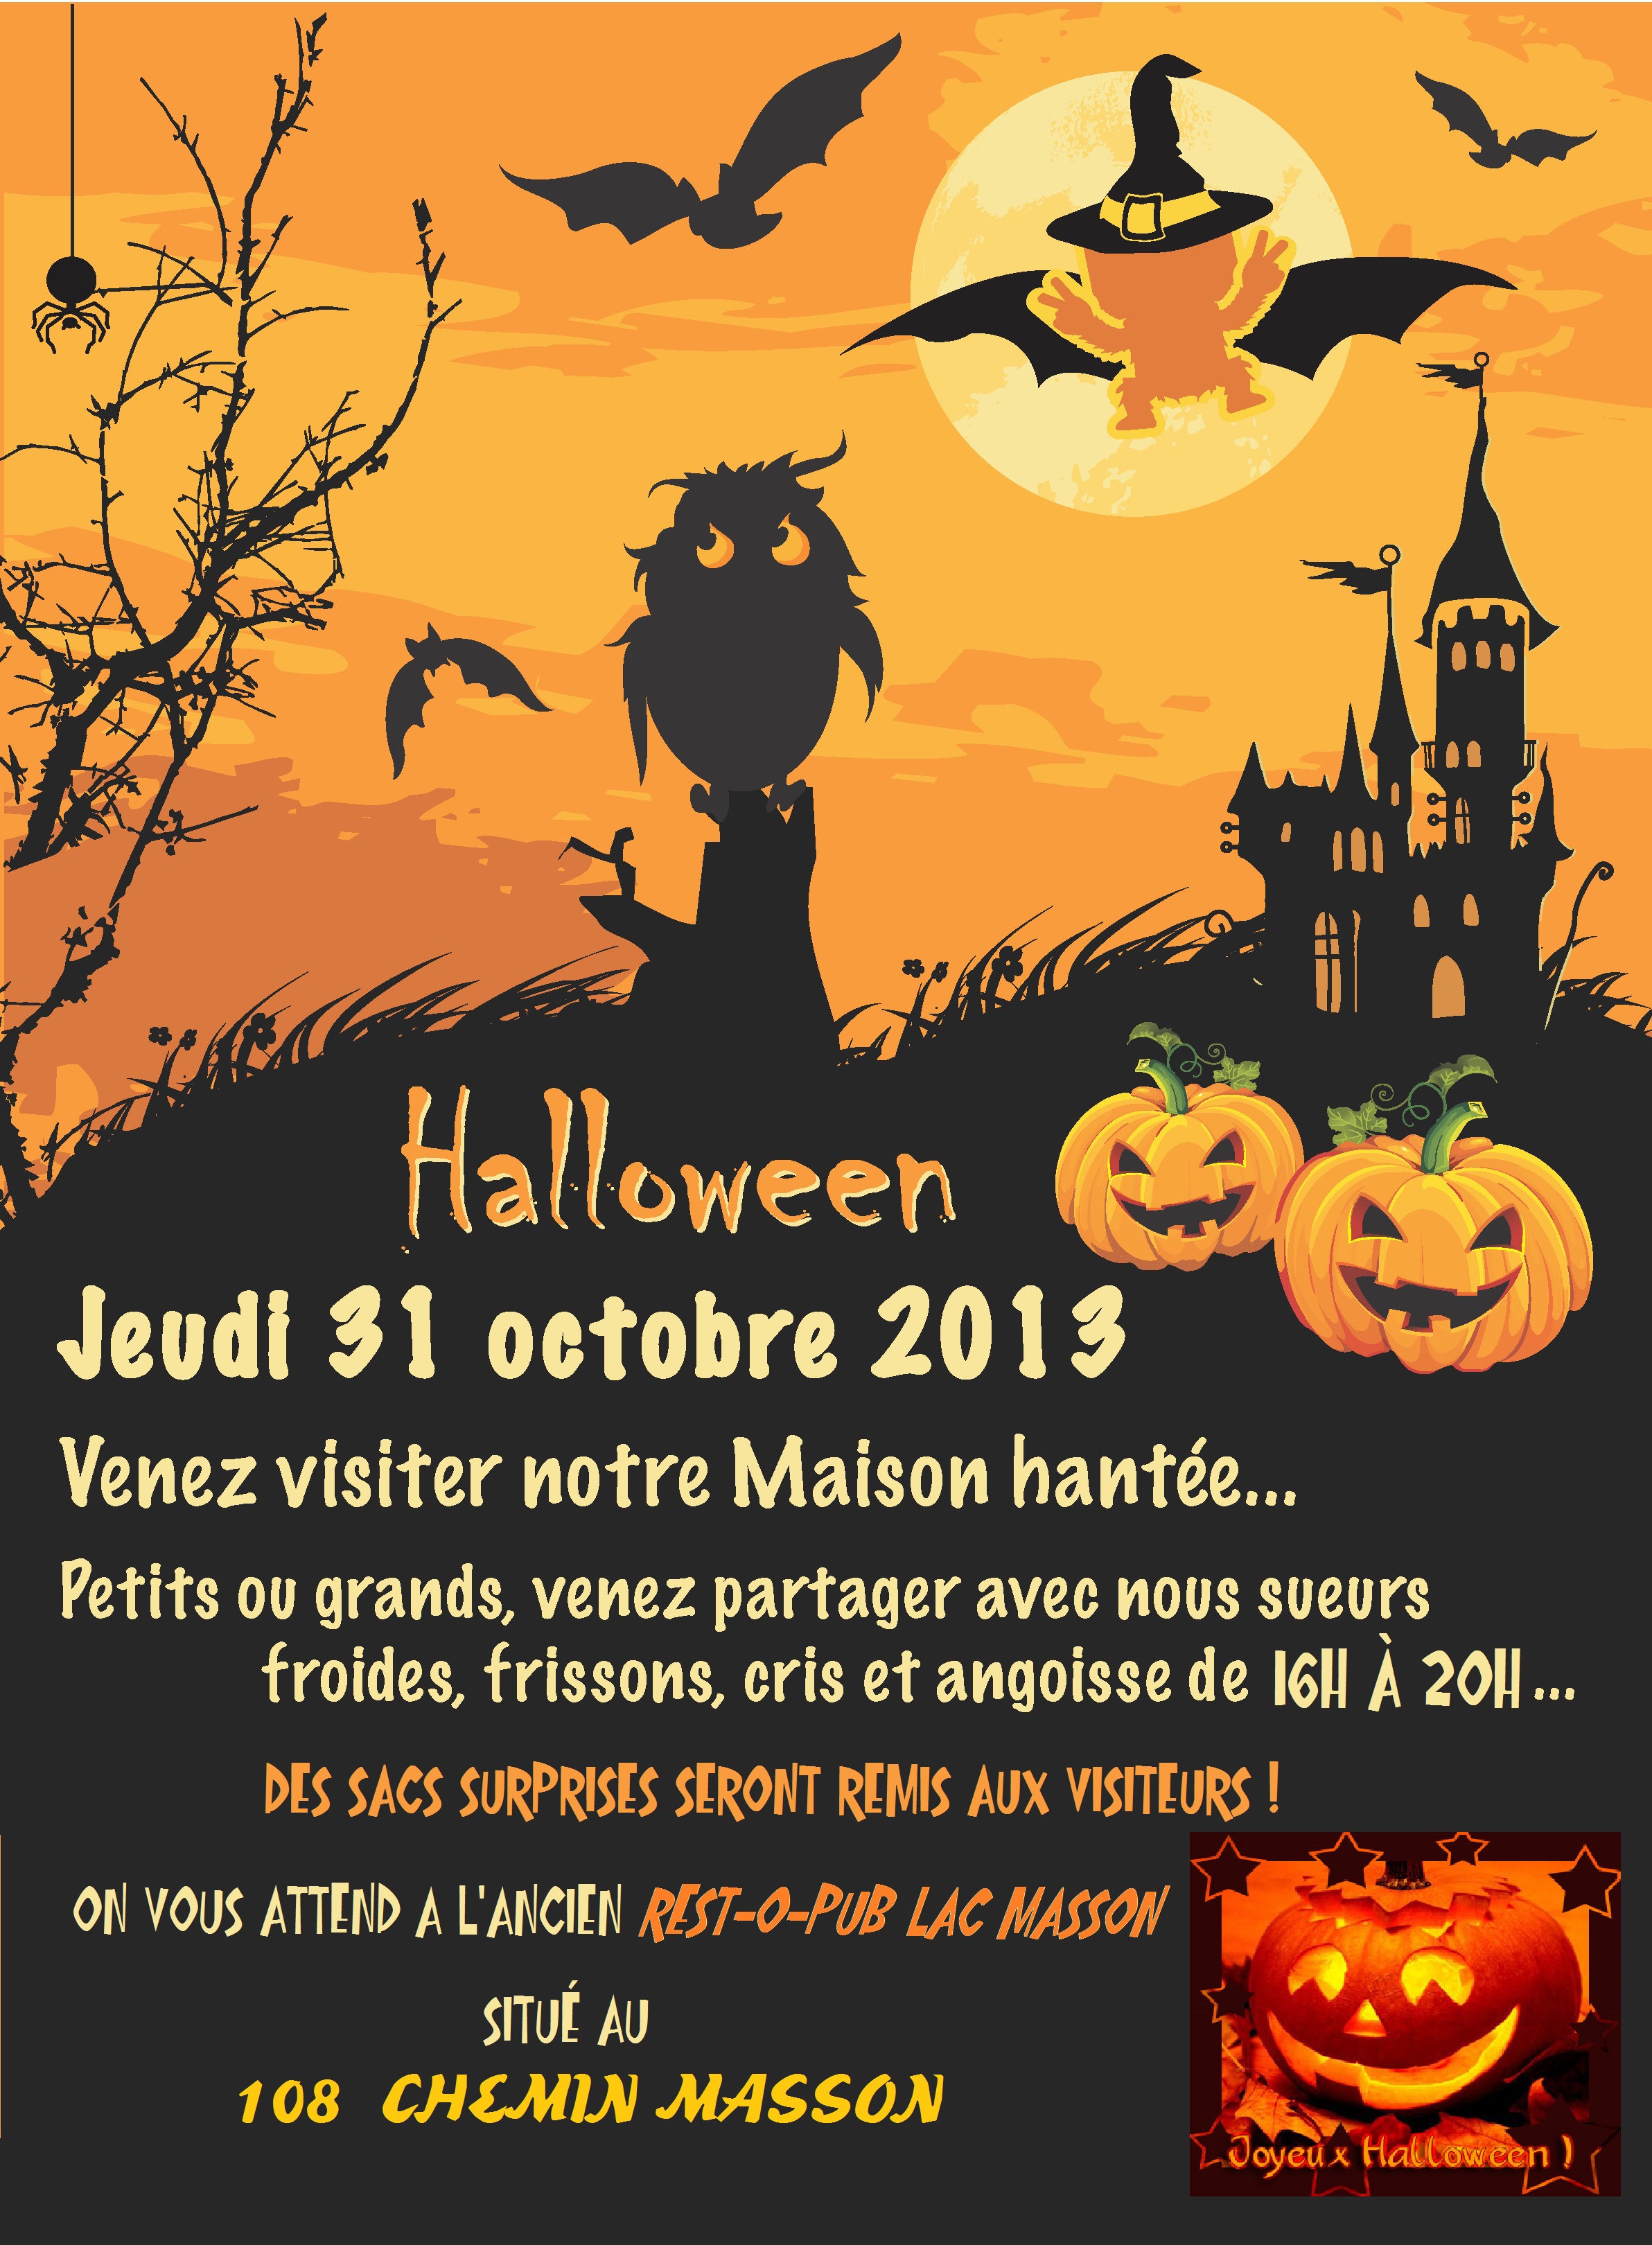 Halloween
Jeudi 31 octobre 2013
Venez visiter notre Maison hantée...
Petits ou grands, venez partager avec nous sueurs
froides, frissons, cris et angoisse de 16H À 20H...
DES SACS SURPRISES SERONT REMIS AUX VISITEURS !
ON VOUS ATTEND A L'ANCIEN REST-O-PUB LAC MASSON
SITUÉ AU
108 CHEMIN MASSON
Joyeux Halloween !